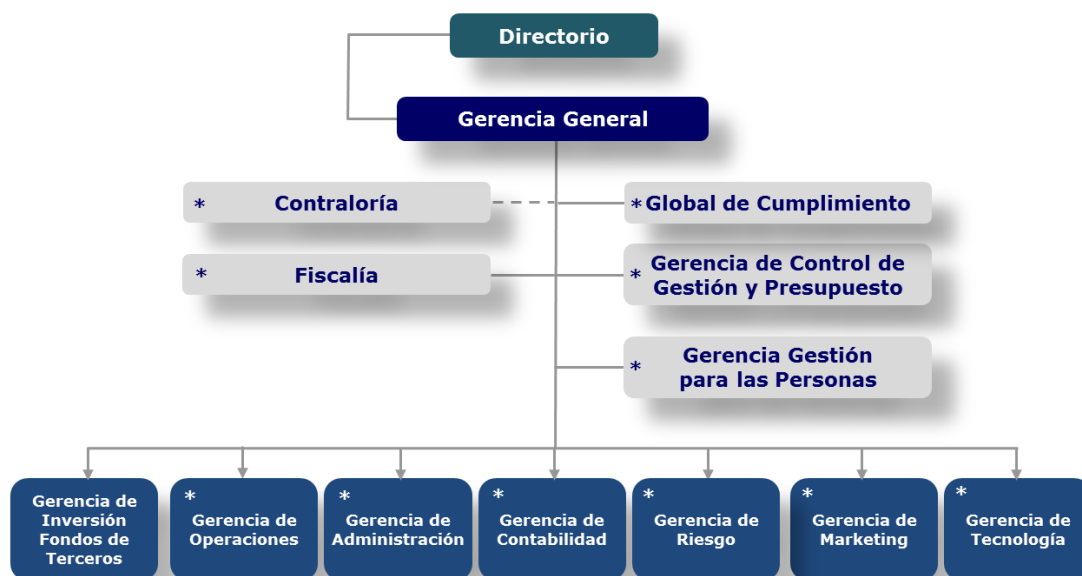 Directorio
Gerencia General
* Contraloría
* Global de Cumplimiento
* Fiscalía
* Gerencia de Control de
Gestión y Presupuesto
* Gerencia Gestión
para las Personas
Gerencia de
Inversión
Fondos de
Terceros
*
Gerencia de
Operaciones
*
Gerencia de
Administración
*
Gerencia de
Contabilidad
*
Gerencia de
Riesgo
*
Gerencia de
Marketing
*
Gerencia de
Tecnología